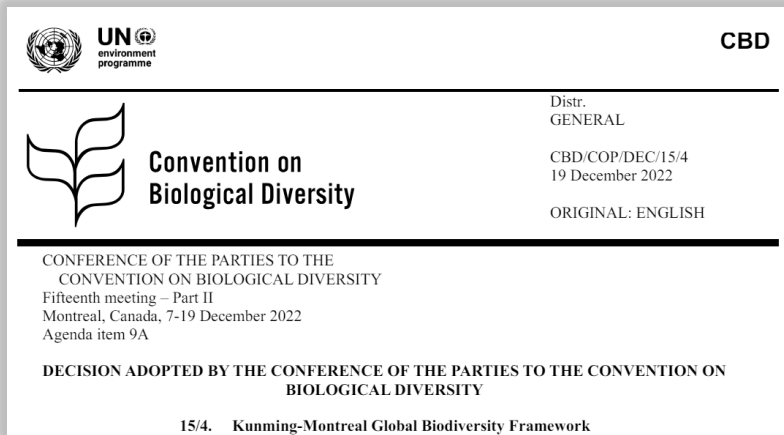 UN
environment
programme
CBD
Convention on
Biological Diversity
Distr.
GENERAL
CBD/COP/DEC/15/4
19 December 2022
ORIGINAL: ENGLISH
CONFERENCE OF THE PARTIES TO THE
CONVENTION ON BIOLOGICAL DIVERSITY
Fifteenth meeting – Part II
Montreal, Canada, 7-19 December 2022
Agenda item 9A
DECISION ADOPTED BY THE CONFERENCE OF THE PARTIES TO THE CONVENTION ON
BIOLOGICAL DIVERSITY
15/4. Kunming-Montreal Global Biodiversity Framework